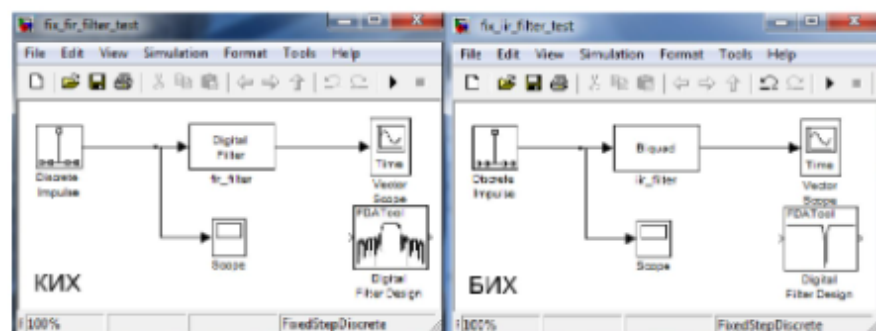 fix_fir_filter_test
File Edit View Simulation Format Tools Help
Discrete
Impulse
Digital
Filter
fir_filter
Time
Vector
Scope
Scope
FDATool
Digital
Filter Design
КИХ
100%
FixedStepDiscrete
fix_iir_filter_test
File Edit View Simulation Format Tools Help
Discrete
Impulse
Biquad
iir_filter
Time
Vector
Scope
Scope
FDATool
Digital
Filter Design
БИХ
100%
FixedStepDiscrete